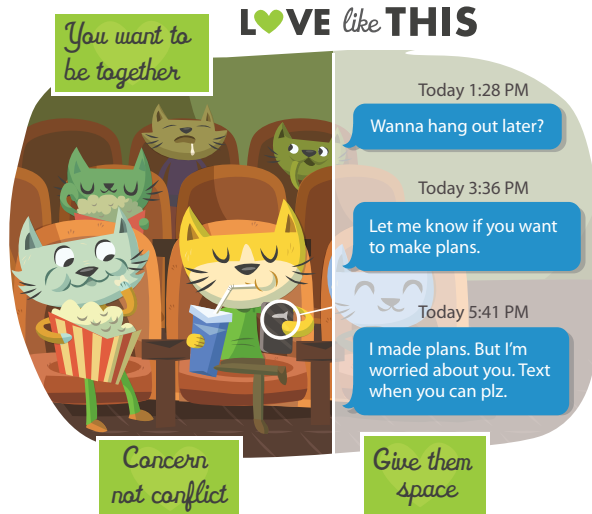 LOVE like THIS
You want to
be together
Today 1:28 PM
Wanna hang out later?
Today 3:36 PM
Let me know if you want
to make plans.
Today 5:41 PM
I made plans. But I'm
worried about you. Text
when you can plz.
Concern
not conflict
Give them
space